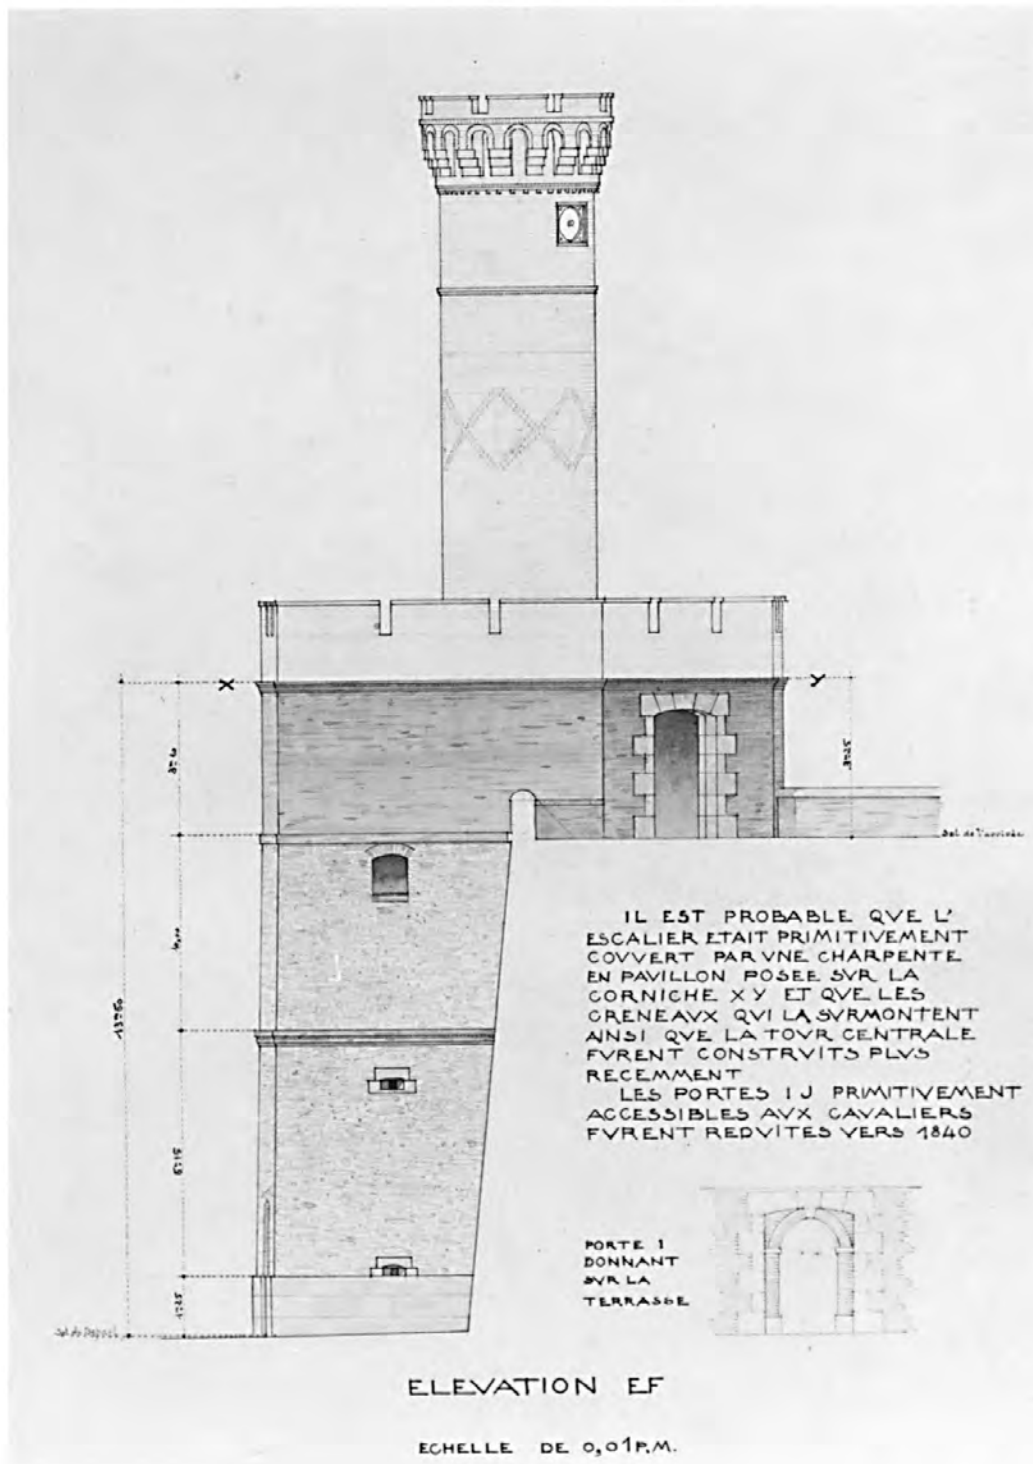 X
Y
IL EST PROBABLE QVE L'
ESCALIER ETAIT PRIMITIVEMENT
COVVERT PAR VNE CHARPENTE
EN PAVILLON POSEE SVR LA
CORNICHE X Y ET QVE LES
CRENEAUX QVI LA SVRMONTENT
AINSI QVE LA TOVR CENTRALE
FVRENT CONSTRVITS PLVS
RECEMMENT
LES PORTES I J PRIMITIVEMENT
ACCESSIBLES AVX CAVALIERS
FVRENT REDVITES VERS 1840
PORTE I
DONNANT
SVR LA
TERRASSE
1m25
ELEVATION EF
ECHELLE DE 0,01 P.M.